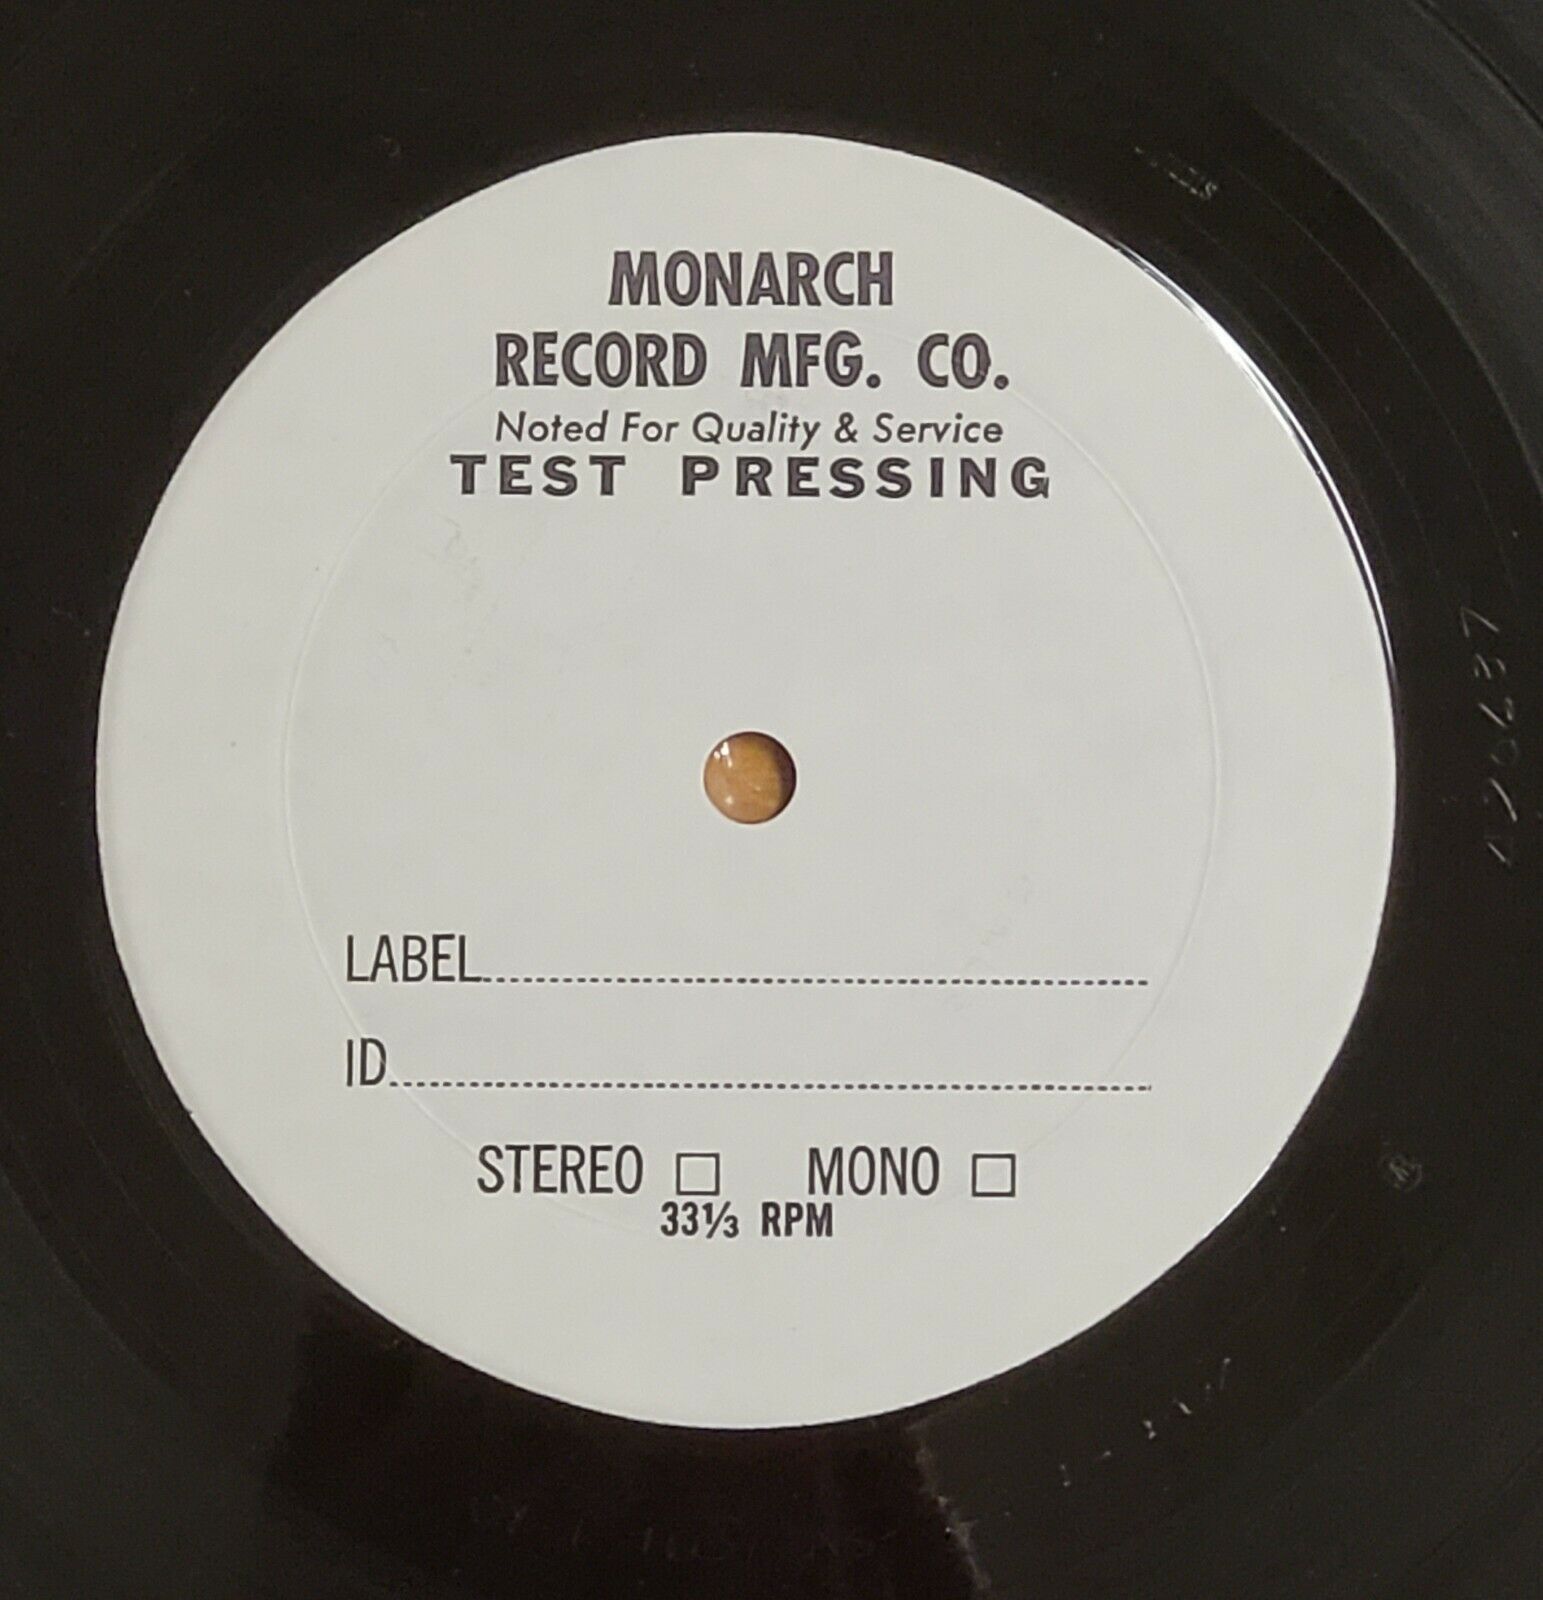 MONARCH
RECORD MFG. CO.
Noted For Quality & Service
TEST PRESSING
LABEL
ID
STEREO □ MONO □
33⅓ RPM